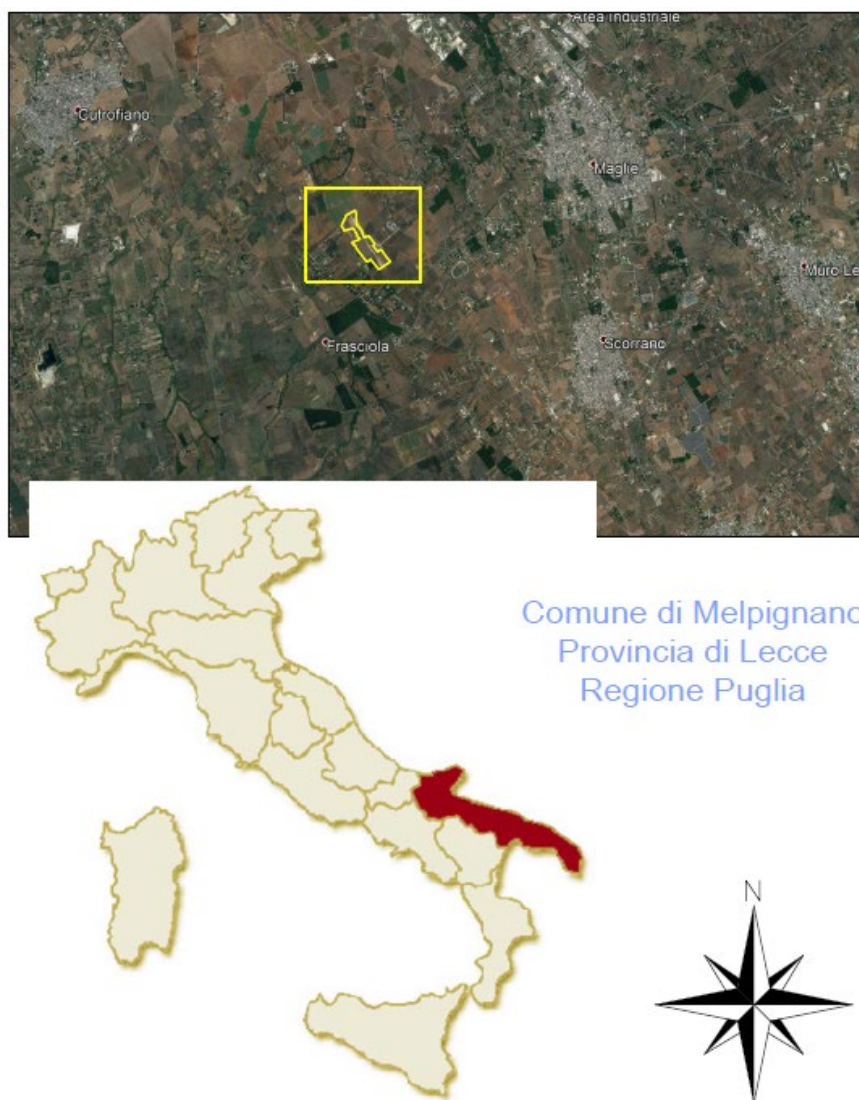 Area Industriale
Cutrofiano
Maglie
Muro Le
Frasciola
Scorrano
Comune di Melpignano
Provincia di Lecce
Regione Puglia
N